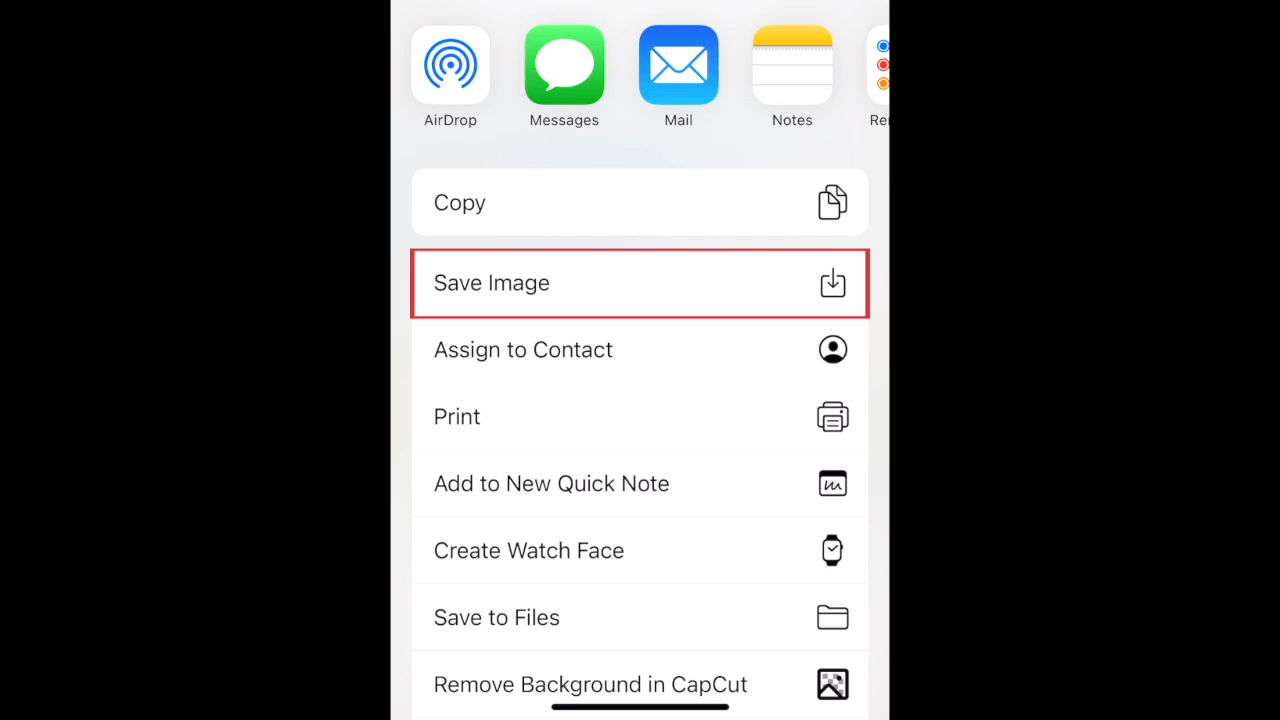 AirDrop
Messages
Mail
Notes
Copy
Save Image
Assign to Contact
Print
Add to New Quick Note
Create Watch Face
Save to Files
Remove Background in CapCut